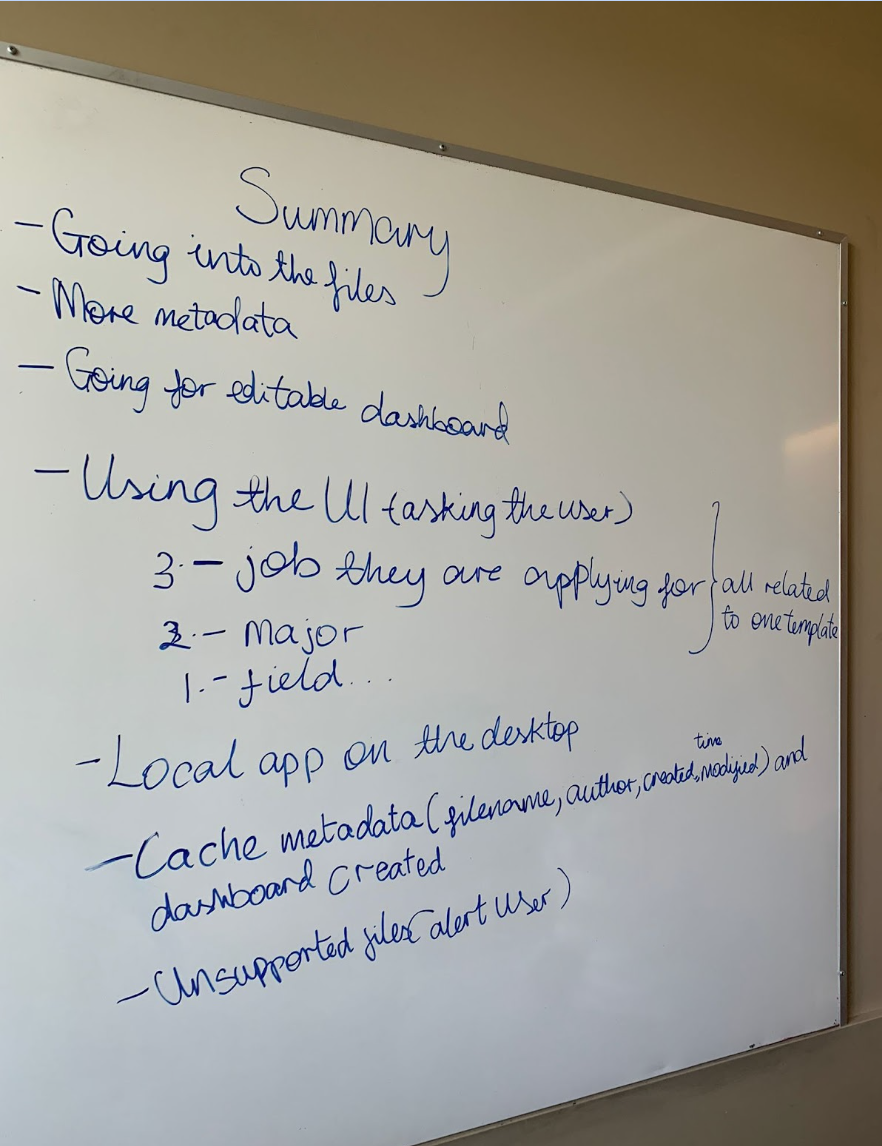 Summary
- Going into the files
- More metadata
- Going for editable dashboard
- Using the UI (asking the user)
3.- job they are applying for } all related
to one template
2.- Major
1.- field...
- Local app on the desktop
time
- Cache metadata (filename, author, created, modified) and
dashboard created
- Unsupported files (alert user)